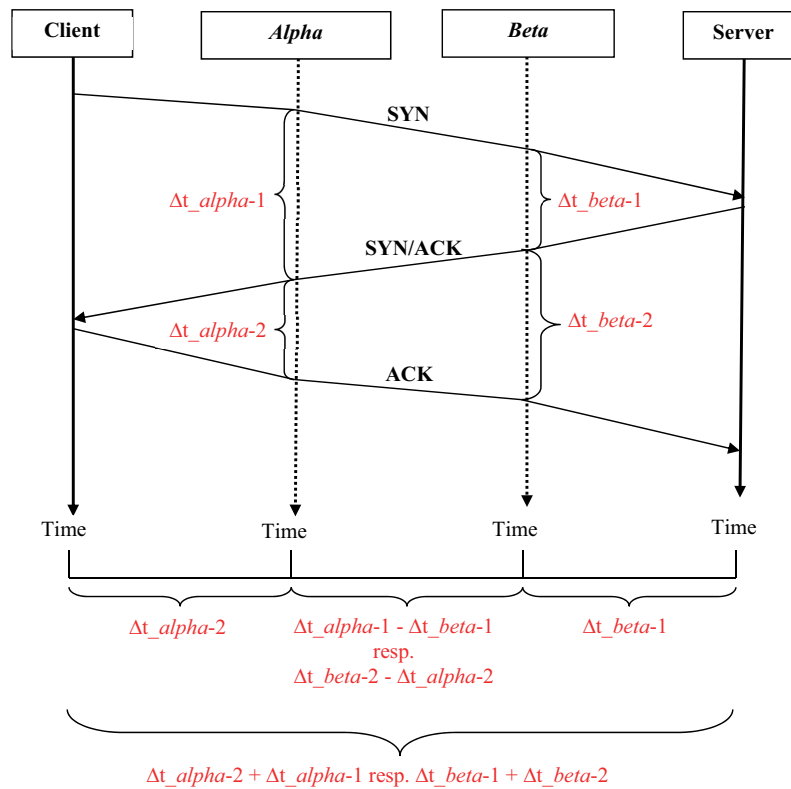 Client Alpha Beta Server
SYN
Δt_alpha-1 Δt_beta-1
SYN/ACK
Δt_alpha-2 Δt_beta-2
ACK
Time Time Time Time
Δt_alpha-2 Δt_alpha-1 - Δt_beta-1 Δt_beta-1
resp.
Δt_beta-2 - Δt_alpha-2
Δt_alpha-2 + Δt_alpha-1 resp. Δt_beta-1 + Δt_beta-2